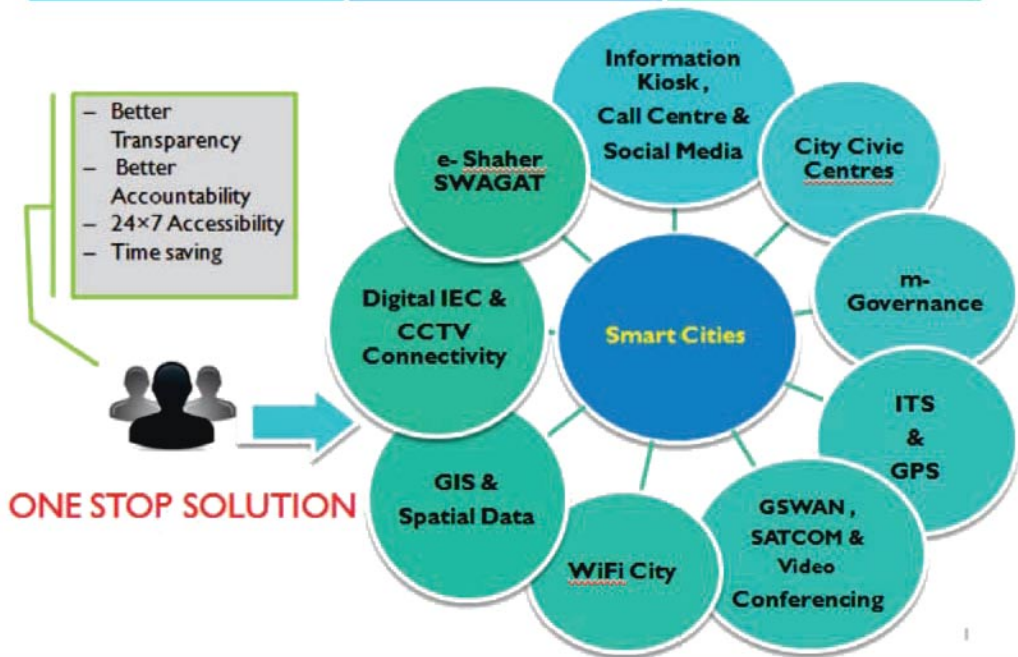 – Better
Transparency
– Better
Accountability
– 24×7 Accessibility
– Time saving
ONE STOP SOLUTION
Smart Cities
Information
Kiosk ,
Call Centre &
Social Media
City Civic
Centres
m-
Governance
ITS
&
GPS
GSWAN ,
SATCOM &
Video
Conferencing
WiFi City
GIS &
Spatial Data
Digital IEC &
CCTV
Connectivity
e- Shaher
SWAGAT
1